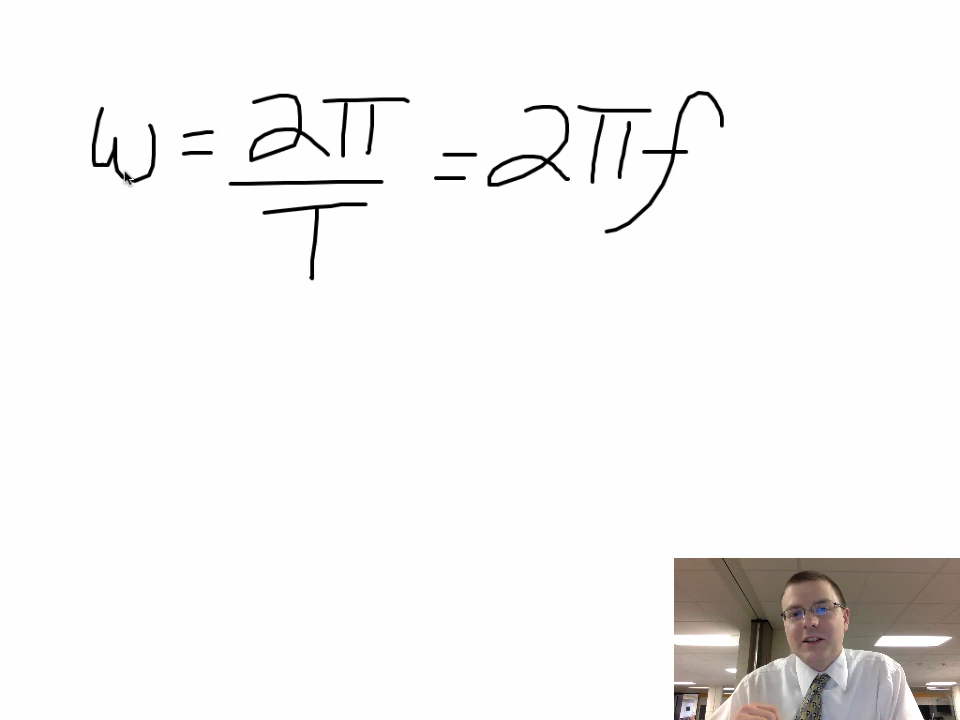 ω = 2π/T = 2πf